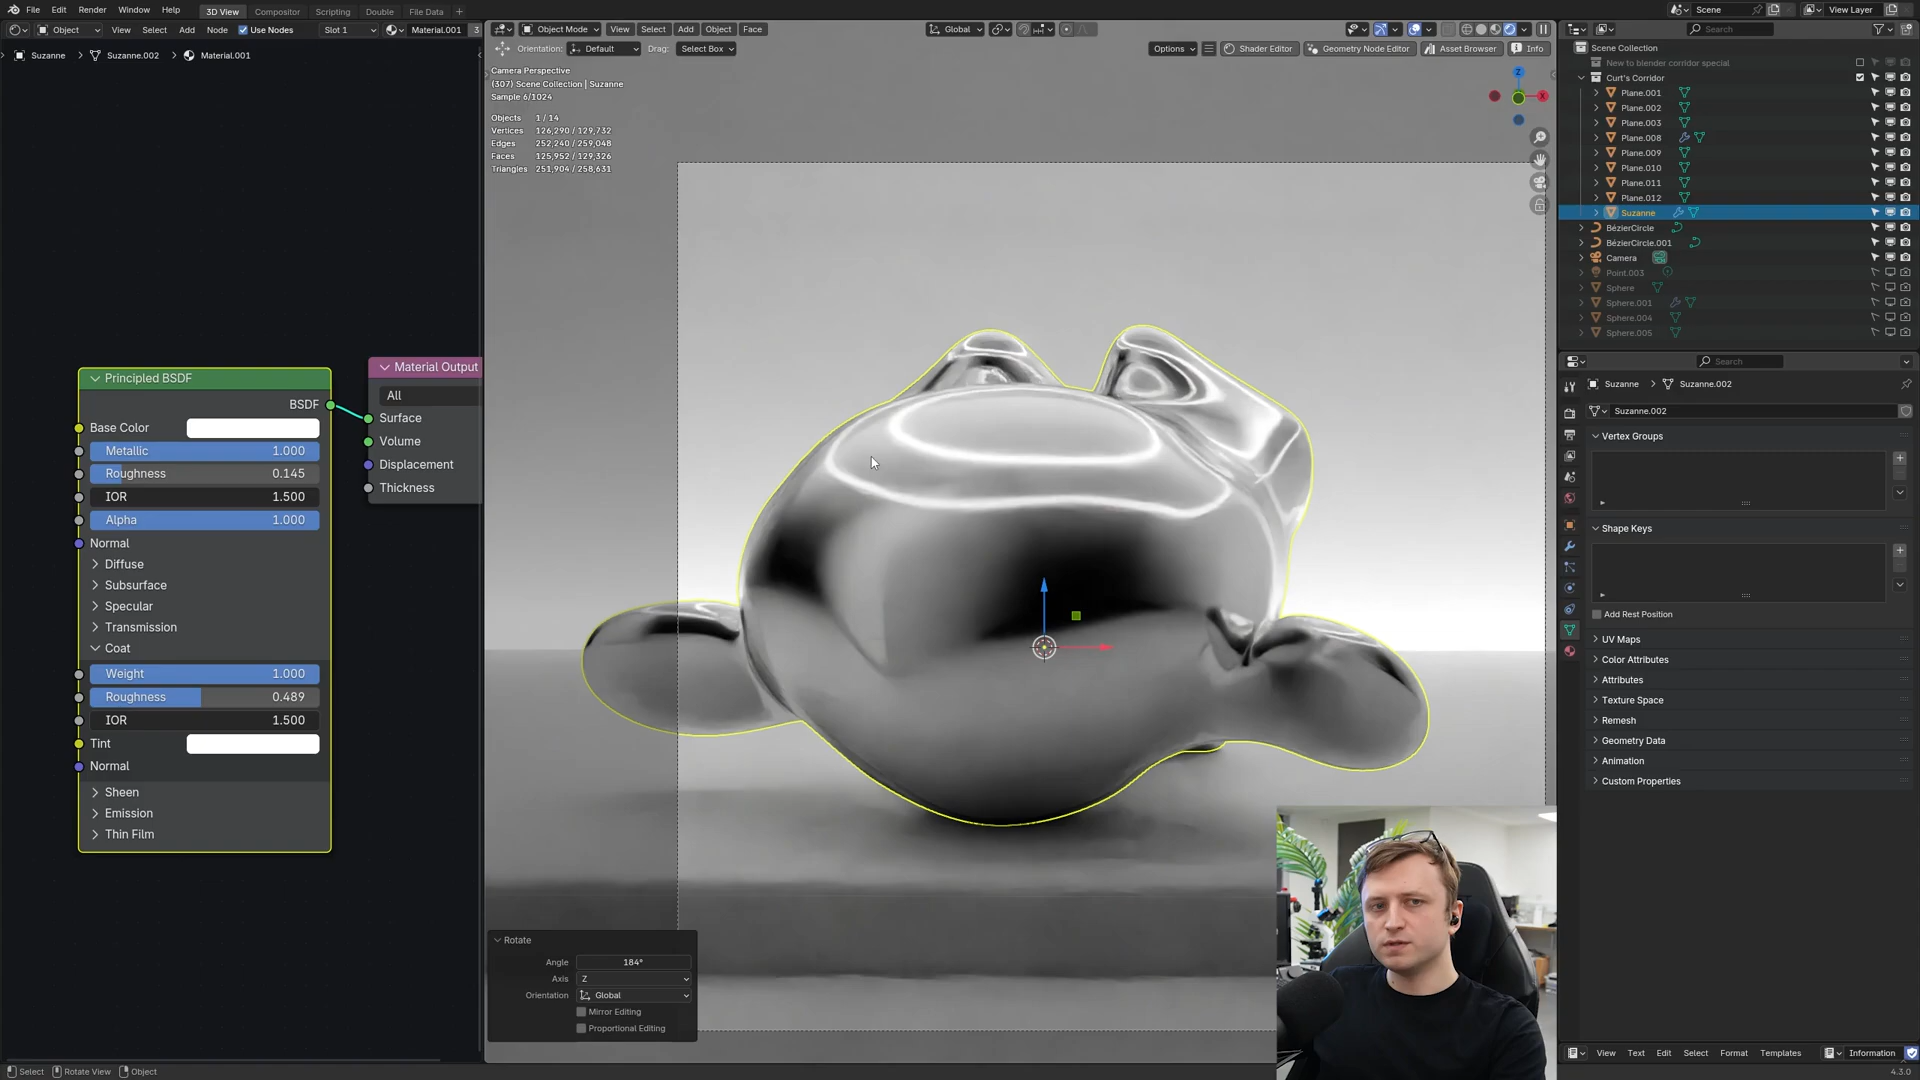 File Edit Render Window Help 3D View Compositor Scripting Double File Data +
Scene View Layer
Object View Select Add Node Use Nodes Slot 1 Material.001 3
Object Mode View Select Add Object Face Global
Search
Suzanne > Suzanne.002 > Material.001
Orientation: Default Drag: Select Box Options Shader Editor Geometry Node Editor Asset Browser Info
Camera Perspective
(307) Scene Collection | Suzanne
Sample 6/1024
Objects 1 / 14
Vertices 126,290 / 129,732
Edges 252,240 / 259,048
Faces 125,952 / 129,326
Triangles 251,904 / 258,631
Z
X
Principled BSDF
BSDF
Base Color
Metallic 1.000
Roughness 0.145
IOR 1.500
Alpha 1.000
Normal
Diffuse
Subsurface
Specular
Transmission
Coat
Weight 1.000
Roughness 0.489
IOR 1.500
Tint
Normal
Sheen
Emission
Thin Film
Material Output
All
Surface
Volume
Displacement
Thickness
Rotate
Angle 184°
Axis Z
Orientation Global
Mirror Editing
Proportional Editing
Scene Collection
New to blender corridor special
Curt's Corridor
Plane.001
Plane.002
Plane.003
Plane.008
Plane.009
Plane.010
Plane.011
Plane.012
Suzanne
BézierCircle
BézierCircle.001
Camera
Point.003
Sphere
Sphere.001
Sphere.004
Sphere.005
Search
Suzanne > Suzanne.002
Suzanne.002
Vertex Groups
Shape Keys
Add Rest Position
UV Maps
Color Attributes
Attributes
Texture Space
Remesh
Geometry Data
Animation
Custom Properties
View Text Edit Select Format Templates Information
Select Rotate View Object
4.3.0